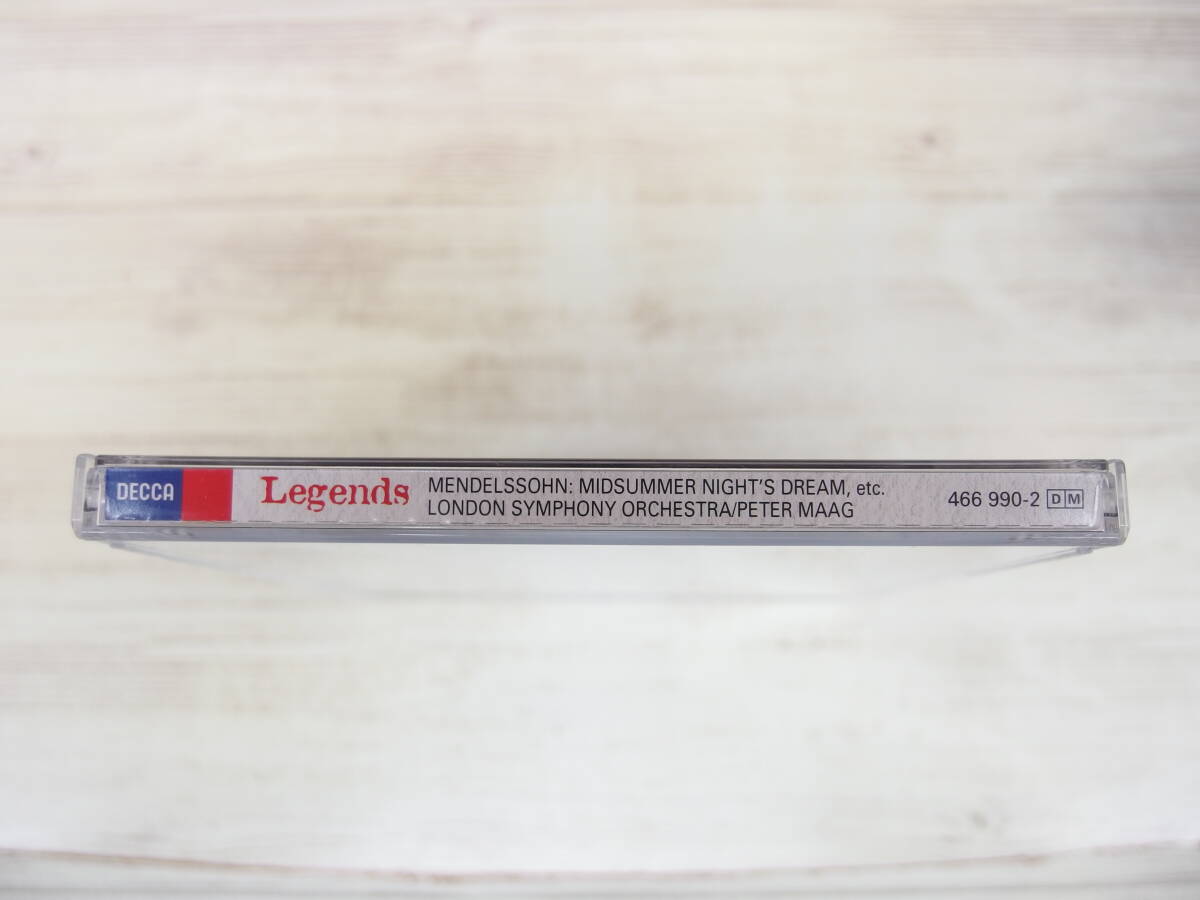 DECCA
Legends
MENDELSSOHN: MIDSUMMER NIGHT'S DREAM, etc.
LONDON SYMPHONY ORCHESTRA/PETER MAAG
466 990-2 DM